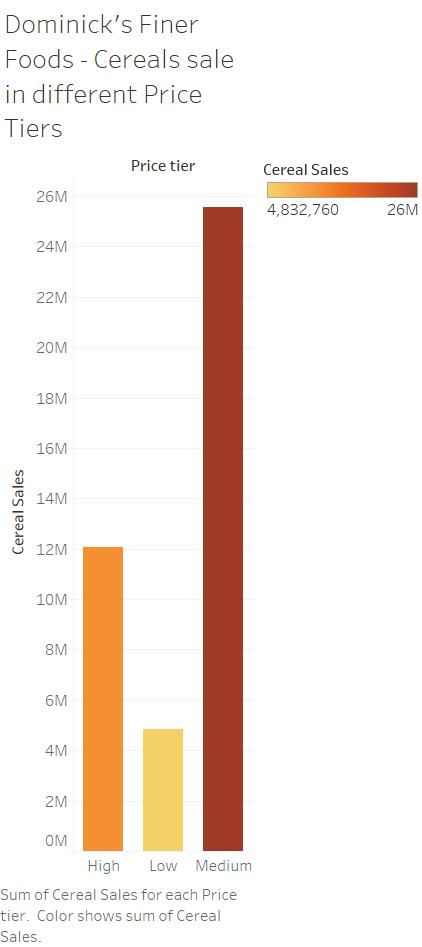 Dominick's Finer
Foods - Cereals sale
in different Price
Tiers
Price tier
Cereal Sales
4,832,760 26M
26M
24M
22M
20M
18M
16M
14M
12M
10M
8M
6M
4M
2M
0M
Cereal Sales
High Low Medium
Sum of Cereal Sales for each Price
tier. Color shows sum of Cereal
Sales.